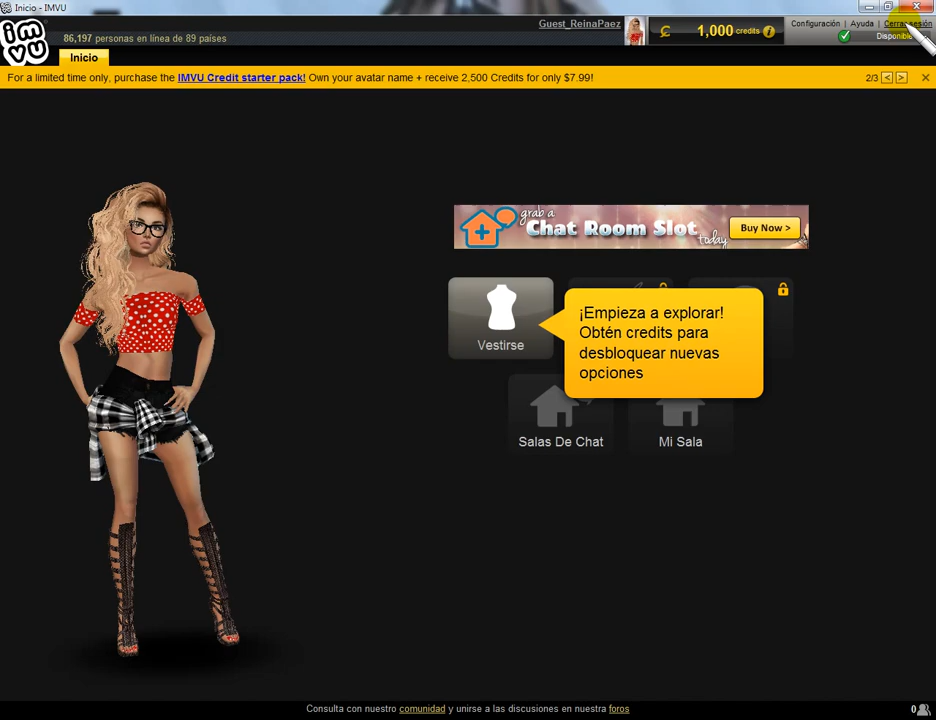 Inicio - IMVU
imvu
86,197 personas en línea de 89 países
Guest_ReinaPaez
1,000 credits
Configuración | Ayuda | Cerrar sesión
Disponible
Inicio
For a limited time only, purchase the IMVU Credit starter pack! Own your avatar name + receive 2,500 Credits for only $7.99!
2/3 < >
grab a
Chat Room Slot
today
Buy Now >
Vestirse
¡Empieza a explorar!
Obtén credits para
desbloquear nuevas
opciones
Salas De Chat
Mi Sala
Consulta con nuestro comunidad y unirse a las discusiones en nuestra foros
0